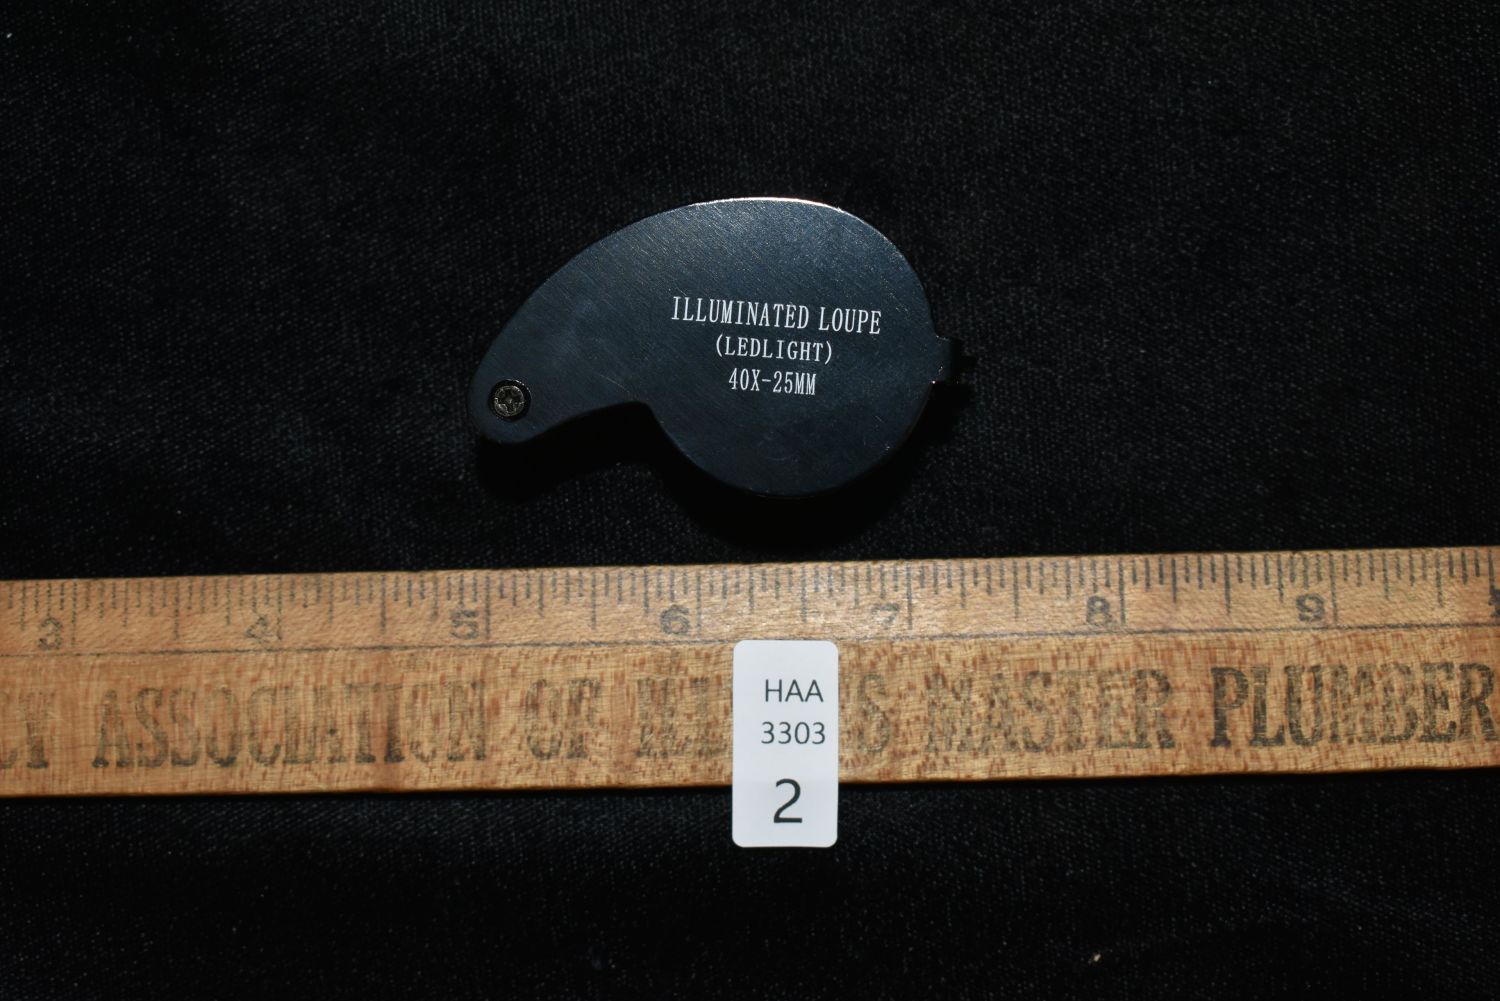 ILLUMINATED LOUPE
(LEDLIGHT)
40X-25MM
3 4 5 6 7 8 9
ASSOCIATION OF MASTER PLUMBER
HAA
3303
2